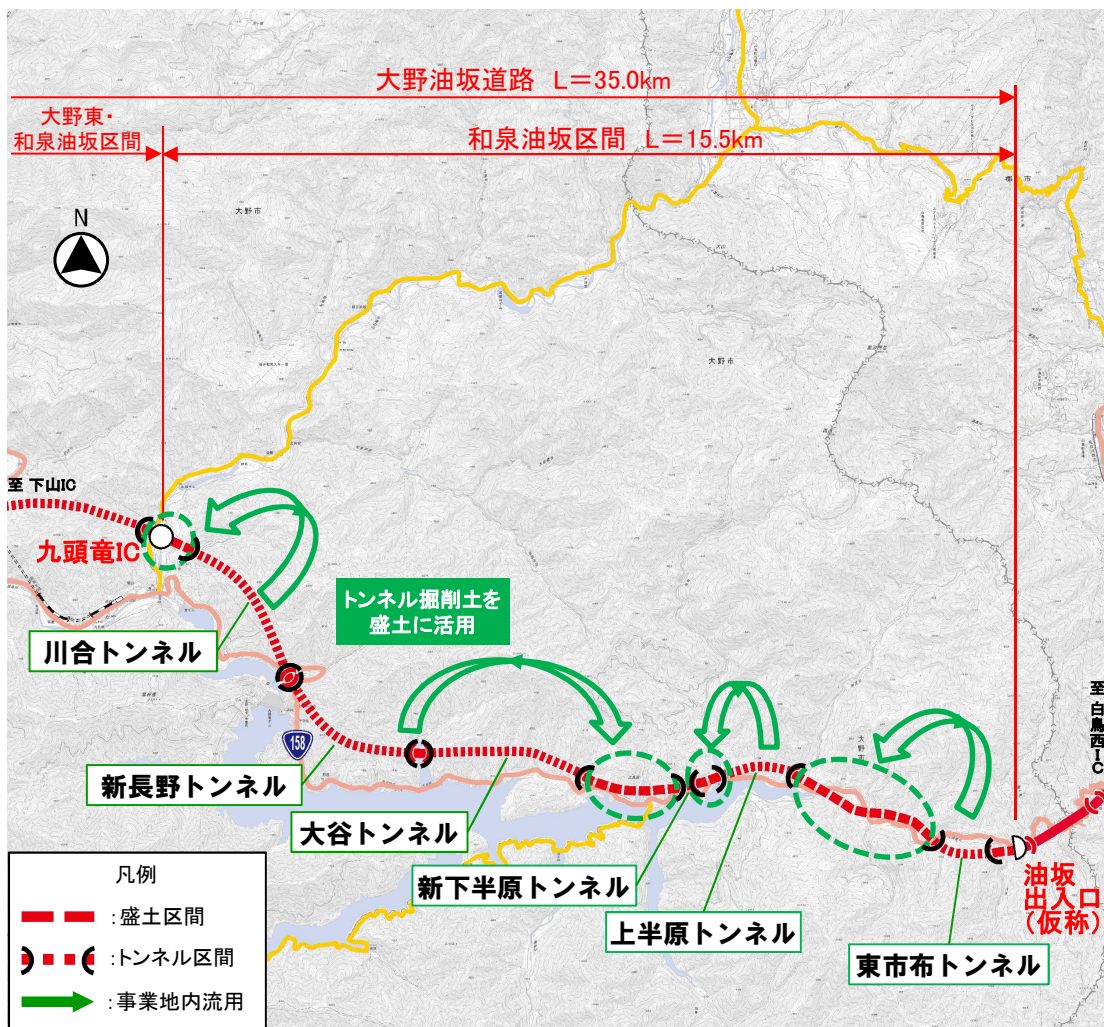 大野油坂道路 L=35.0km
大野東・
和泉油坂区間
和泉油坂区間 L=15.5km
N
大野市
大野市
至 下山IC
九頭竜IC
トンネル掘削土を
盛土に活用
川合トンネル
158
新長野トンネル
大谷トンネル
新下半原トンネル
上半原トンネル
東市布トンネル
大野市
至 白鳥西IC
油坂
出入口
(仮称)
凡例
:盛土区間
:トンネル区間
:事業地内流用